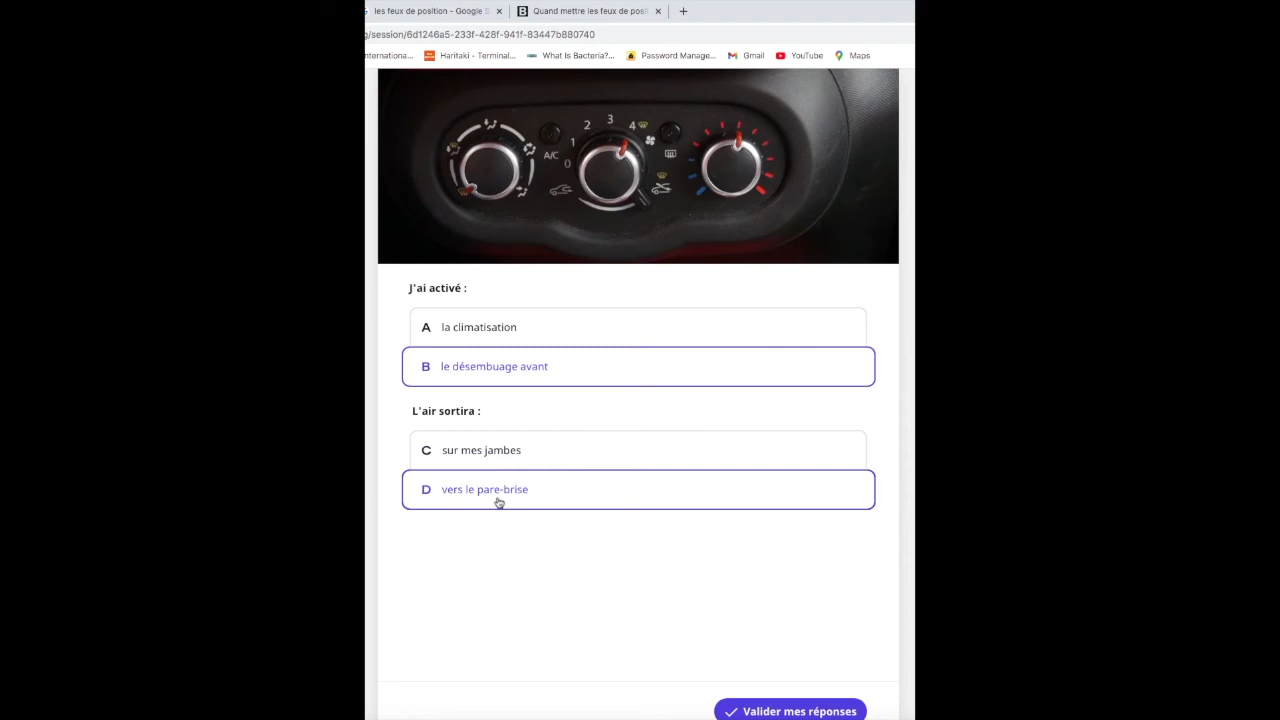 les feux de position - Google S
Quand mettre les feux de posi
g/session/6d1246a5-233f-428f-941f-83447b880740
nternationa...
Haritaki - Terminal...
What Is Bacteria?...
Password Manage...
Gmail
YouTube
Maps
A/C 0 1 2 3 4
J'ai activé :
A la climatisation
B le désembuage avant
L'air sortira :
C sur mes jambes
D vers le pare-brise
Valider mes réponses